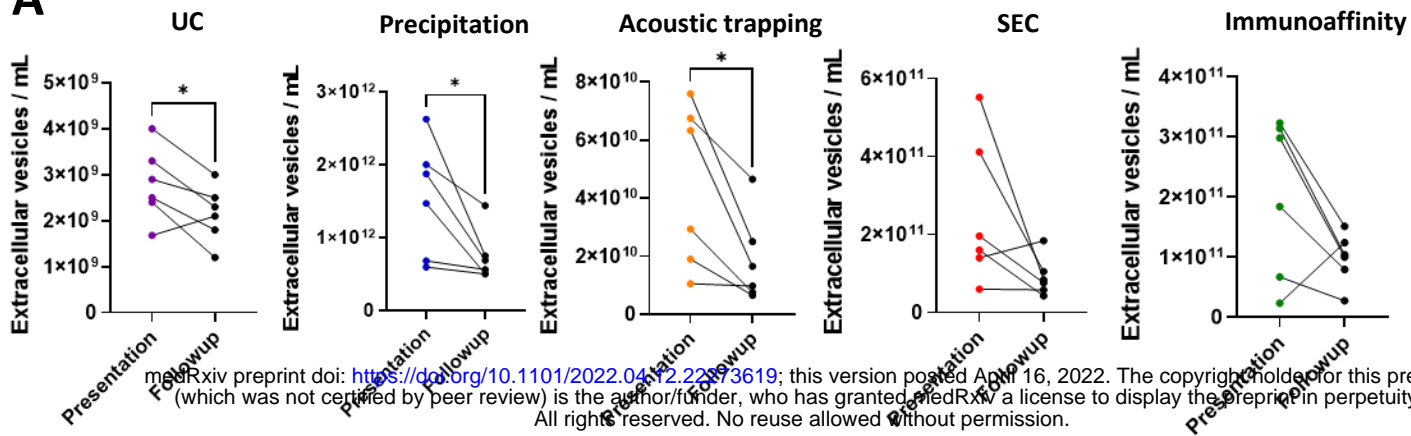 A
UC
Precipitation
Acoustic trapping
SEC
Immunoaffinity
Extracellular vesicles / mL
5×10⁹
4×10⁹
3×10⁹
2×10⁹
1×10⁹
0
*
Presentation
Followup
Extracellular vesicles / mL
3×10¹²
2×10¹²
1×10¹²
0
*
Presentation
Followup
Extracellular vesicles / mL
8×10¹⁰
6×10¹⁰
4×10¹⁰
2×10¹⁰
0
*
Presentation
Followup
Extracellular vesicles / mL
6×10¹¹
4×10¹¹
2×10¹¹
0
Presentation
Followup
Extracellular vesicles / mL
4×10¹¹
3×10¹¹
2×10¹¹
1×10¹¹
0
Presentation
Followup
medRxiv preprint doi: https://doi.org/10.1101/2022.04.12.22273619; this version posted April 16, 2022. The copyright holder for this pre
(which was not certified by peer review) is the author/funder, who has granted medRxiv a license to display the preprint in perpetuity
All rights reserved. No reuse allowed without permission.